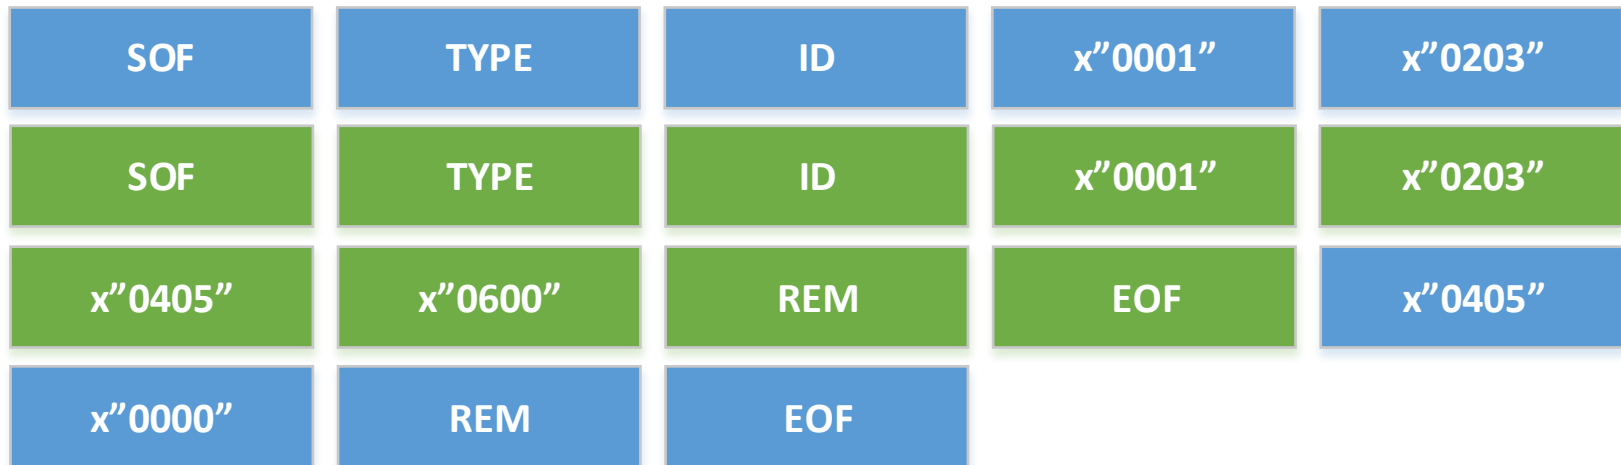 SOF TYPE ID x”0001” x”0203”
SOF TYPE ID x”0001” x”0203”
x”0405” x”0600” REM EOF x”0405”
x”0000” REM EOF